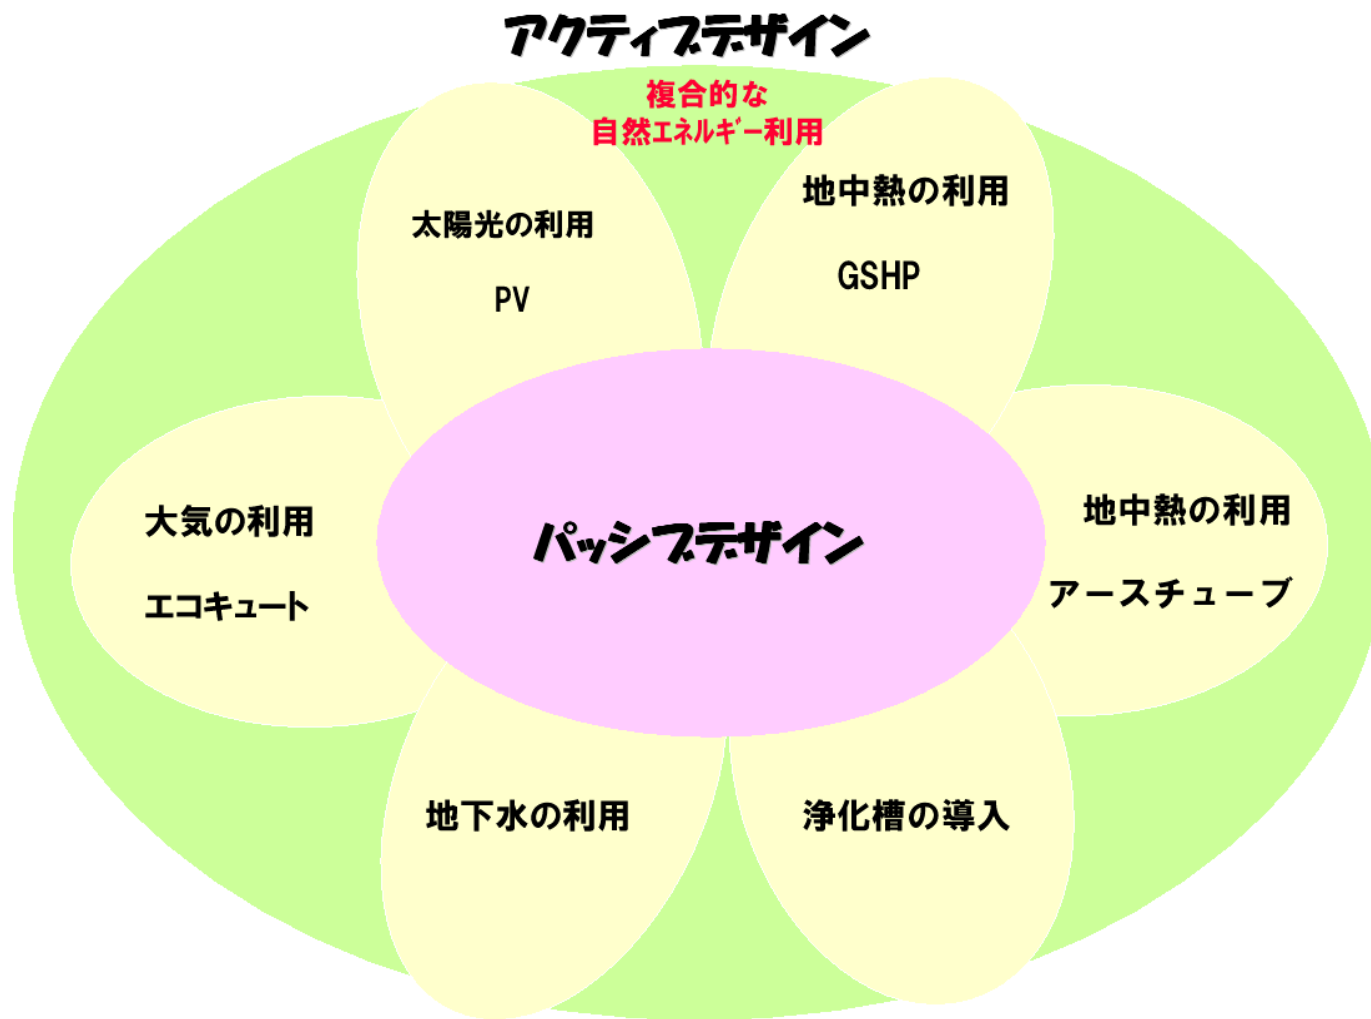 アクティブデザイン
複合的な
自然ｴﾈﾙｷﾞｰ利用
太陽光の利用
PV
地中熱の利用
GSHP
大気の利用
エコキュート
パッシブデザイン
地中熱の利用
アースチューブ
地下水の利用
浄化槽の導入